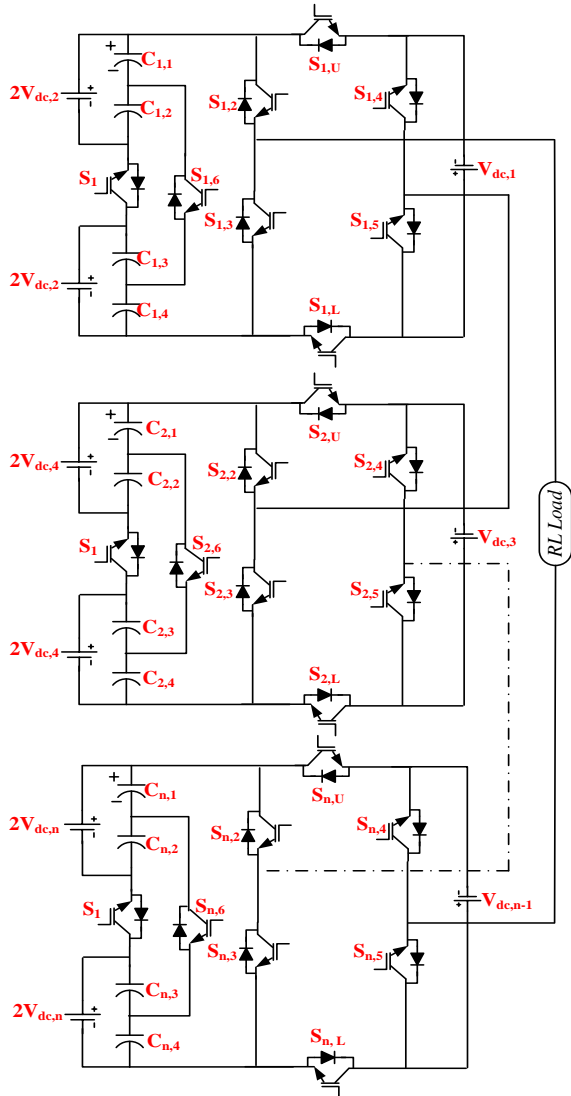 C1,1
2Vdc,2
C1,2
S1
S1,6
C1,3
2Vdc,2
C1,4
S1,U
S1,2
S1,4
Vdc,1
S1,3
S1,5
S1,L
+
−
C2,1
2Vdc,4
C2,2
S1
S2,6
C2,3
2Vdc,4
C2,4
S2,U
S2,2
S2,4
Vdc,3
S2,3
S2,5
S2,L
+
−
RL Load
Cn,1
2Vdc,n
Cn,2
S1
Sn,6
Cn,3
2Vdc,n
Cn,4
Sn,U
Sn,2
Sn,4
Vdc,n-1
Sn,3
Sn,5
Sn, L
+
−